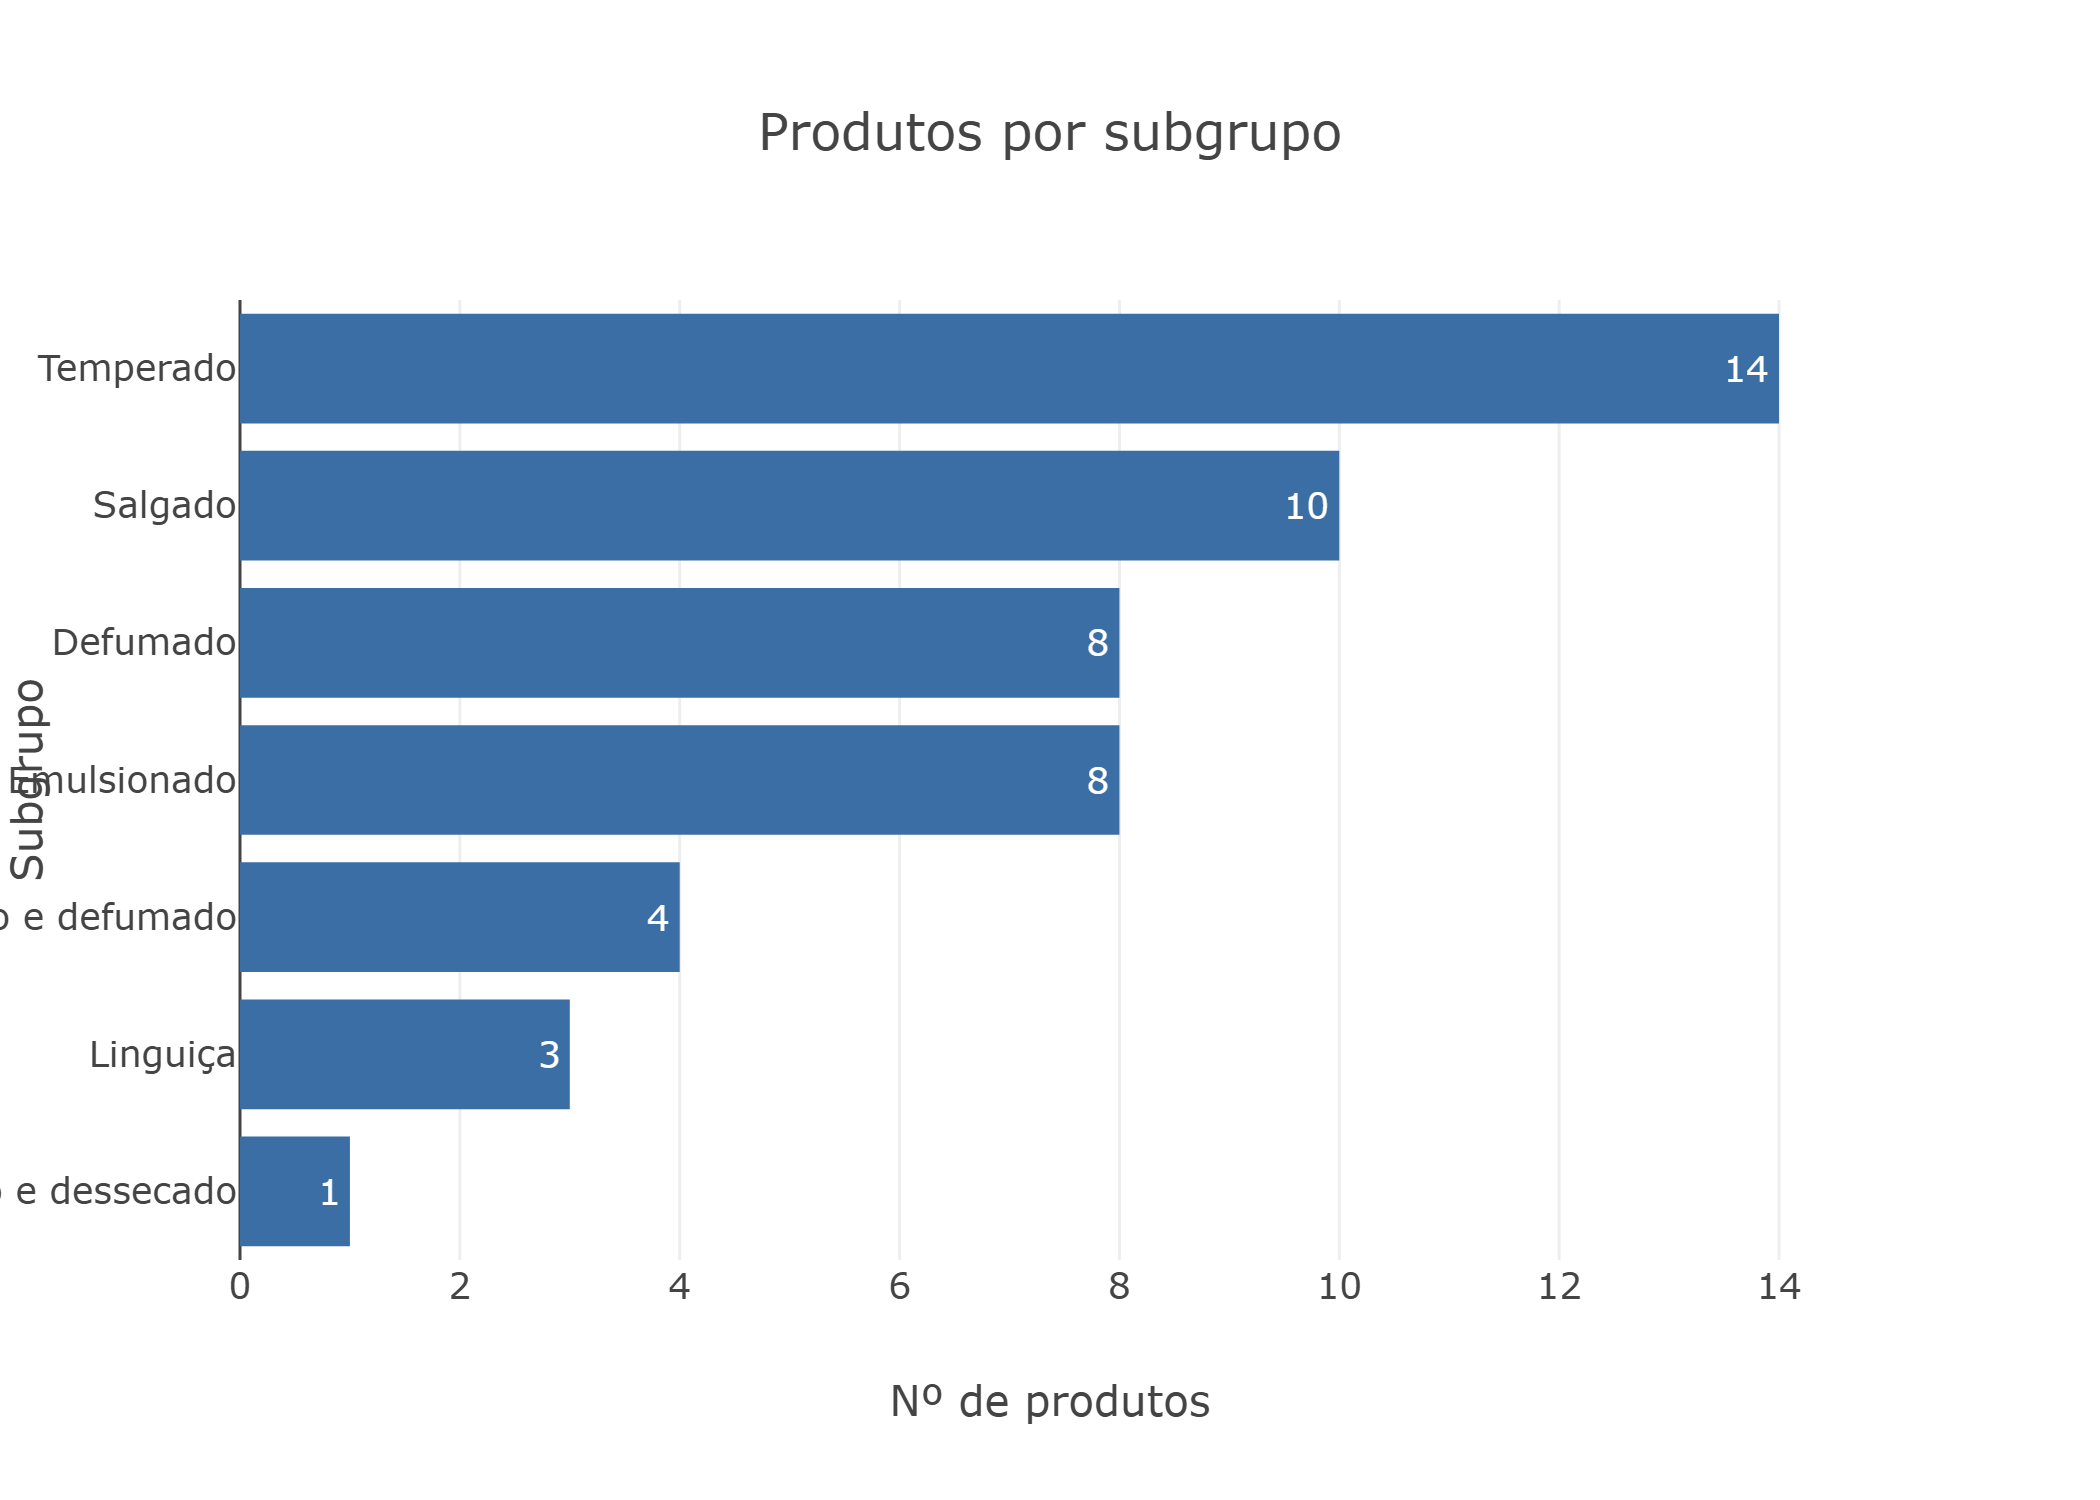 Produtos por subgrupo
Temperado
14
Salgado
10
Defumado
8
Subgrupo
Emulsionado
8
e defumado
4
Linguiça
3
e dessecado
1
0 2 4 6 8 10 12 14
Nº de produtos